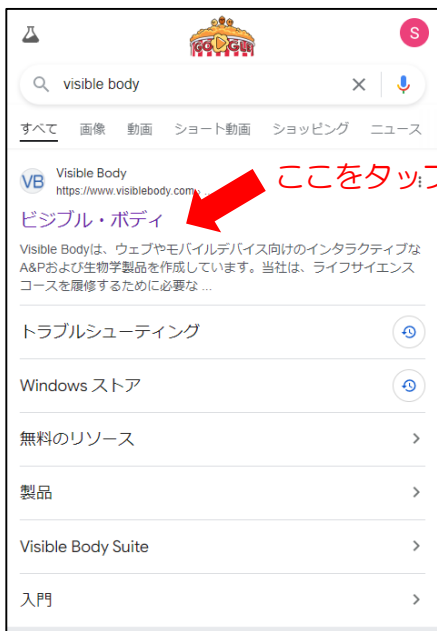 GOOGLE
S
visible body
すべて 画像 動画 ショート動画 ショッピング ニュース
VB
Visible Body
https://www.visiblebody.com
ここをタップ
ビジブル・ボディ
Visible Bodyは、ウェブやモバイルデバイス向けのインタラクティブな
A&Pおよび生物学製品を作成しています。当社は、ライフサイエンス
コースを履修するために必要な ...
トラブルシューティング
Windows ストア
無料のリソース
製品
Visible Body Suite
入門